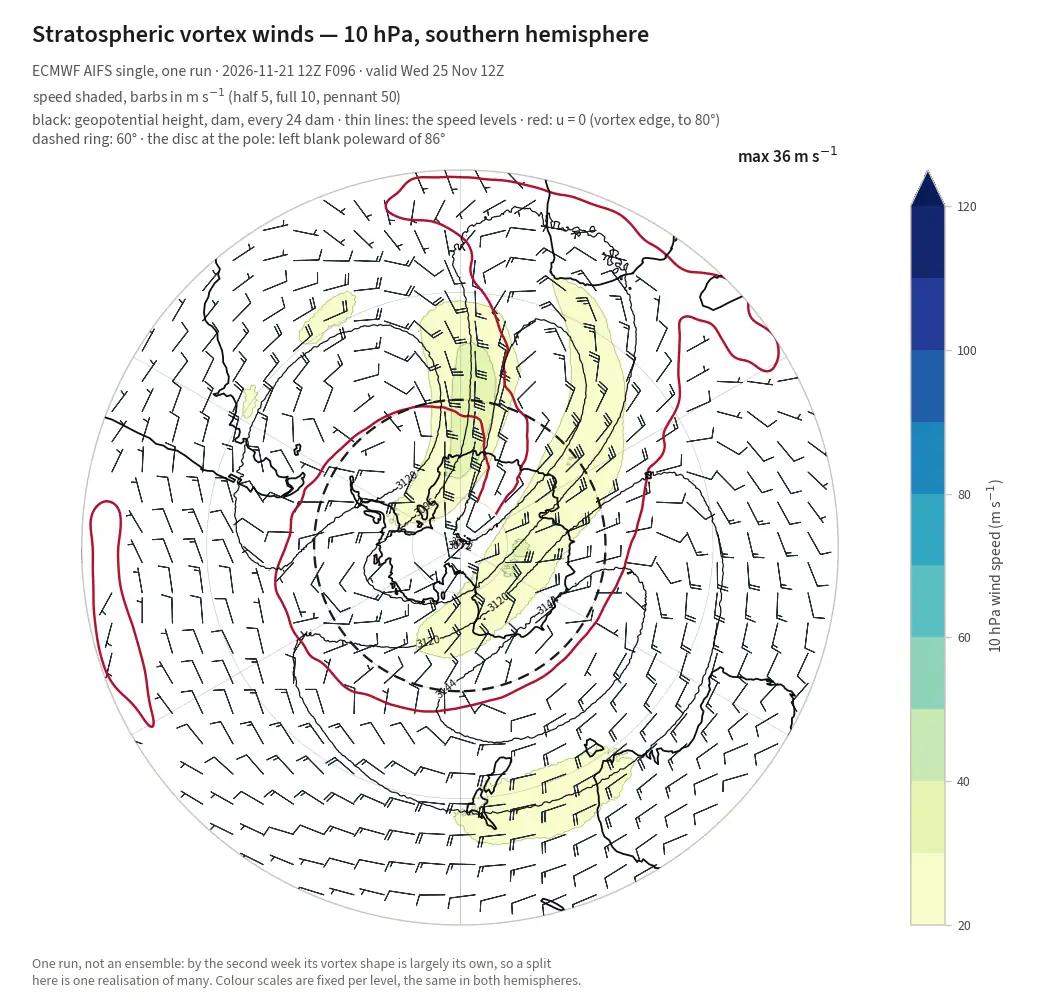 Stratospheric vortex winds — 10 hPa, southern hemisphere
ECMWF AIFS single, one run · 2026-11-21 12Z F096 · valid Wed 25 Nov 12Z
speed shaded, barbs in m s⁻¹ (half 5, full 10, pennant 50)
black: geopotential height, dam, every 24 dam · thin lines: the speed levels · red: u = 0 (vortex edge, to 80°)
dashed ring: 60° · the disc at the pole: left blank poleward of 86°
max 36 m s⁻¹
120
100
80
60
40
20
10 hPa wind speed (m s⁻¹)
3120
3120
3144
3120
3144
One run, not an ensemble: by the second week its vortex shape is largely its own, so a split
here is one realisation of many. Colour scales are fixed per level, the same in both hemispheres.